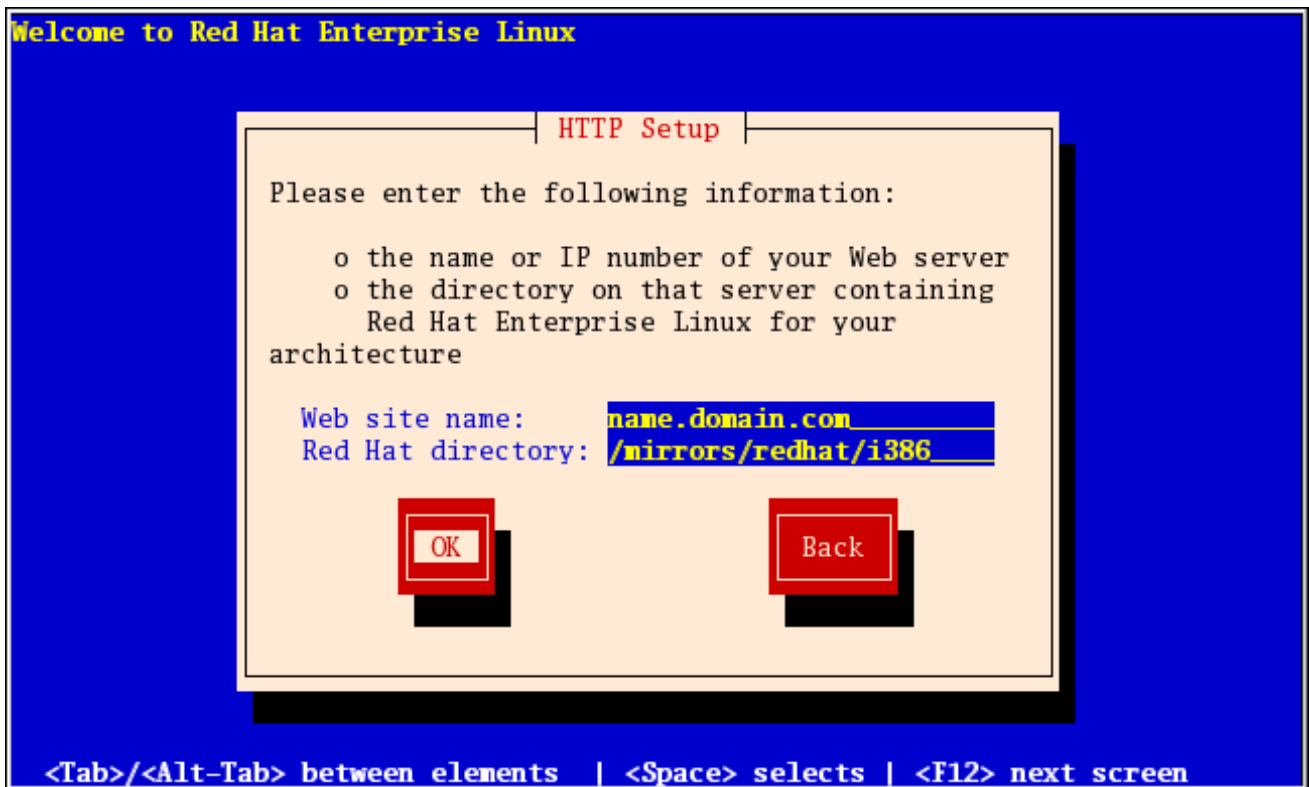 Welcome to Red Hat Enterprise Linux
HTTP Setup
Please enter the following information:
o the name or IP number of your Web server
o the directory on that server containing
Red Hat Enterprise Linux for your
architecture
Web site name: name.domain.com__________
Red Hat directory: /mirrors/redhat/i386____
OK Back
<Tab>/<Alt-Tab> between elements | <Space> selects | <F12> next screen